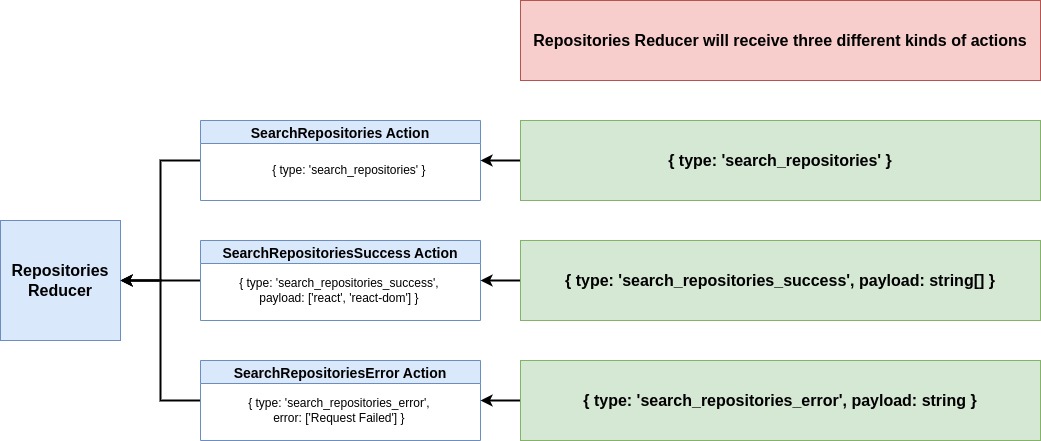 Repositories Reducer will receive three different kinds of actions
SearchRepositories Action
{ type: 'search_repositories' }
{ type: 'search_repositories' }
Repositories
Reducer
SearchRepositoriesSuccess Action
{ type: 'search_repositories_success',
payload: ['react', 'react-dom'] }
{ type: 'search_repositories_success', payload: string[] }
SearchRepositoriesError Action
{ type: 'search_repositories_error',
error: ['Request Failed'] }
{ type: 'search_repositories_error', payload: string }